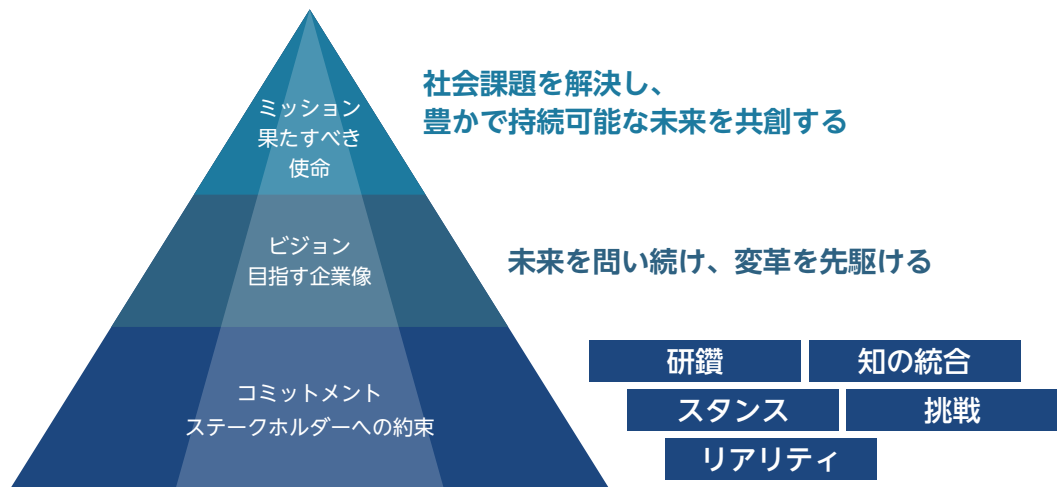 ミッション
果たすべき
使命
社会課題を解決し、
豊かで持続可能な未来を共創する
ビジョン
目指す企業像
未来を問い続け、変革を先駆ける
コミットメント
ステークホルダーへの約束
研鑽
知の統合
スタンス
挑戦
リアリティ